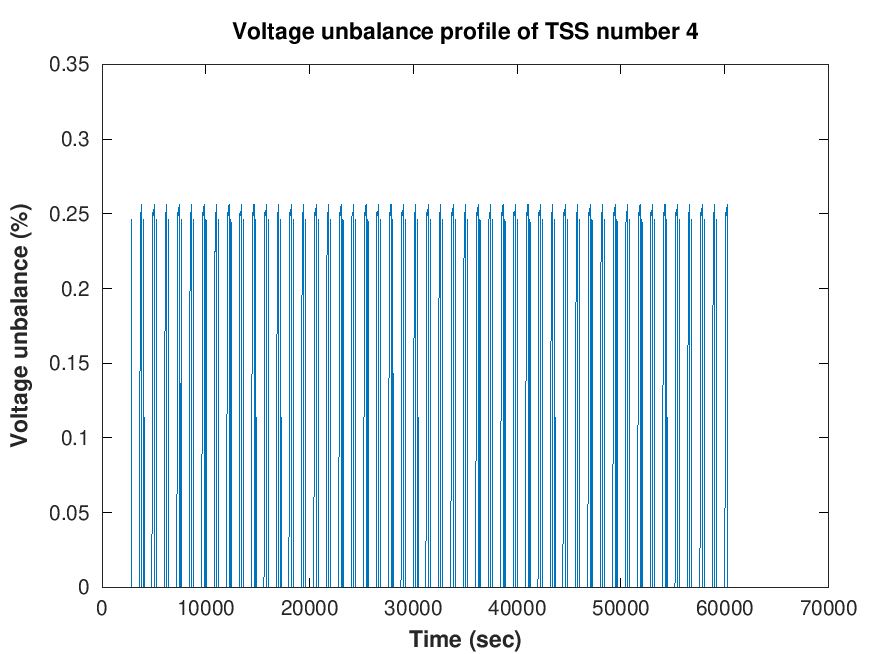 Voltage unbalance profile of TSS number 4
0.35
0.3
0.25
0.2
0.15
0.1
0.05
0
Voltage unbalance (%)
0 10000 20000 30000 40000 50000 60000 70000
Time (sec)